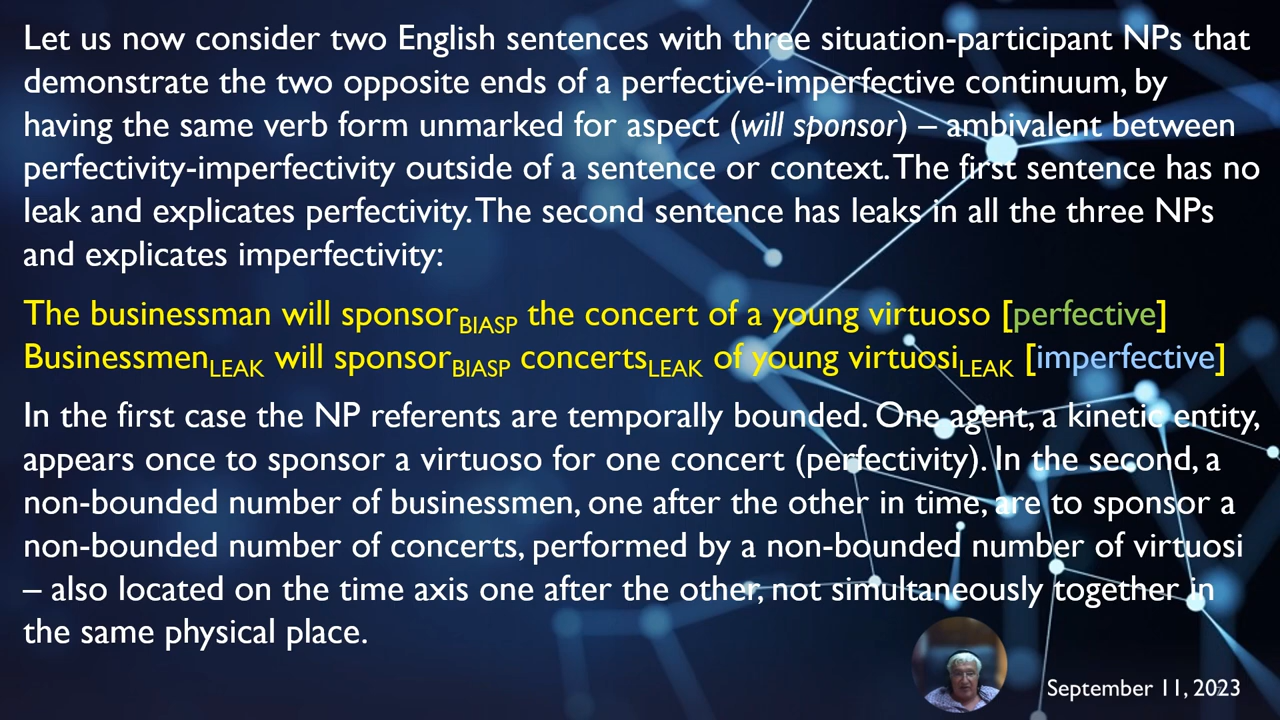 Let us now consider two English sentences with three situation-participant NPs that
demonstrate the two opposite ends of a perfective-imperfective continuum, by
having the same verb form unmarked for aspect (will sponsor) – ambivalent between
perfectivity-imperfectivity outside of a sentence or context. The first sentence has no
leak and explicates perfectivity. The second sentence has leaks in all the three NPs
and explicates imperfectivity:
The businessman will sponsorBIASP the concert of a young virtuoso [perfective]
BusinessmenLEAK will sponsorBIASP concertsLEAK of young virtuosiLEAK [imperfective]
In the first case the NP referents are temporally bounded. One agent, a kinetic entity,
appears once to sponsor a virtuoso for one concert (perfectivity). In the second, a
non-bounded number of businessmen, one after the other in time, are to sponsor a
non-bounded number of concerts, performed by a non-bounded number of virtuosi
– also located on the time axis one after the other, not simultaneously together in
the same physical place.
September 11, 2023